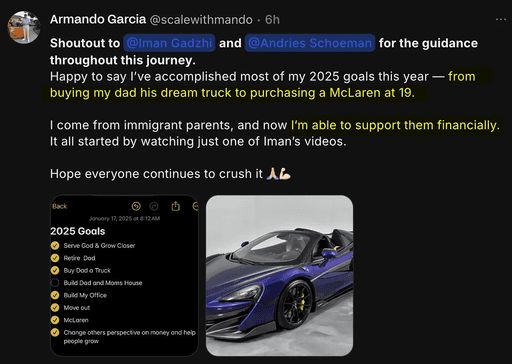 Armando Garcia @scalewithmando · 6h
Shoutout to @Iman Gadzhi and @Andries Schoeman for the guidance
throughout this journey.
Happy to say I've accomplished most of my 2025 goals this year — from
buying my dad his dream truck to purchasing a McLaren at 19.
I come from immigrant parents, and now I'm able to support them financially.
It all started by watching just one of Iman's videos.
Hope everyone continues to crush it 🙏🏼💪🏼
Back
January 17, 2025 at 8:12 AM
2025 Goals
Serve God & Grow Closer
Retire Dad
Buy Dad a Truck
Build Dad and Moms House
Build My Office
Move out
McLaren
Change others perspective on money and help
people grow